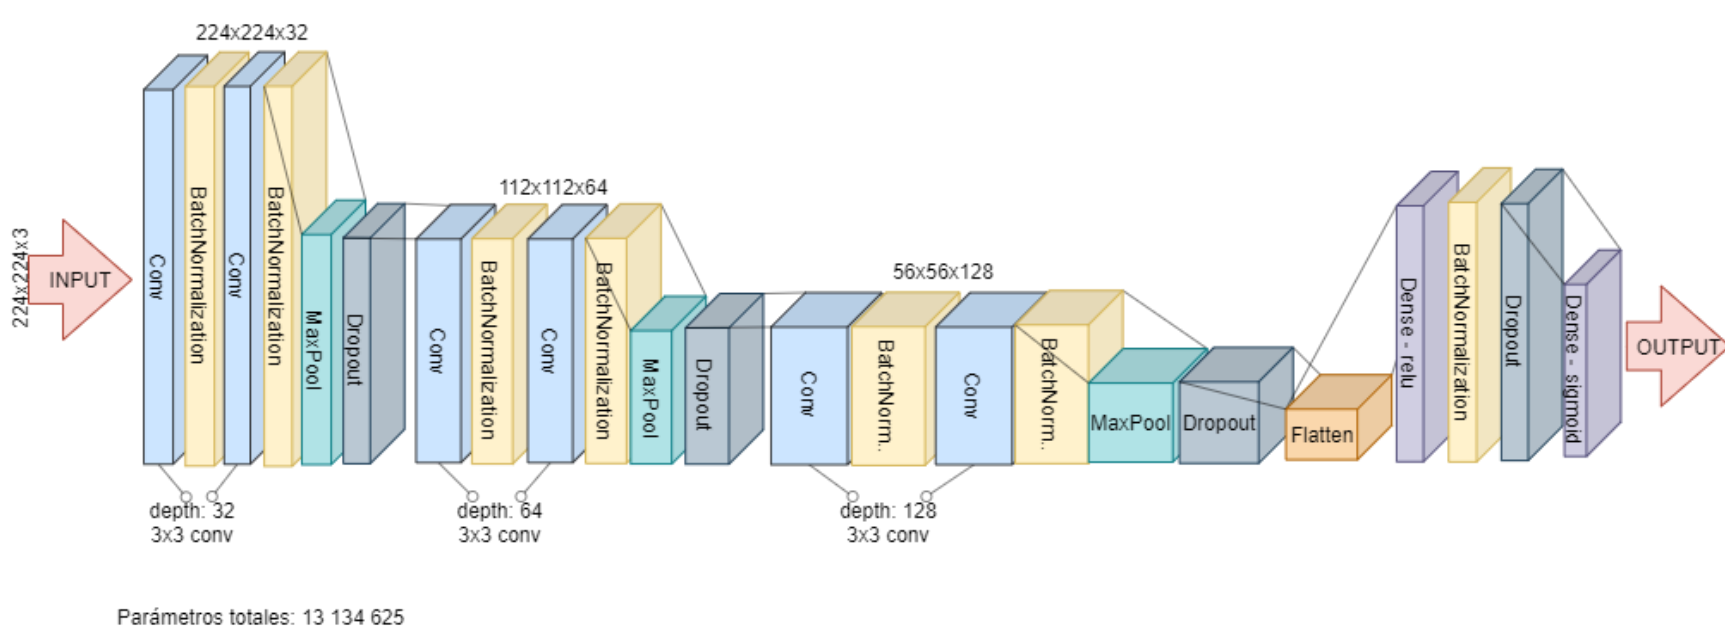 224x224x3
INPUT
224x224x32
Conv
BatchNormalization
Conv
BatchNormalization
MaxPool
Dropout
depth: 32
3x3 conv
112x112x64
Conv
BatchNormalization
Conv
BatchNormalization
MaxPool
Dropout
depth: 64
3x3 conv
56x56x128
Conv
BatchNorm..
Conv
BatchNorm..
MaxPool
Dropout
depth: 128
3x3 conv
Flatten
Dense - relu
BatchNormalization
Dropout
Dense - sigmoid
OUTPUT
Parámetros totales: 13 134 625